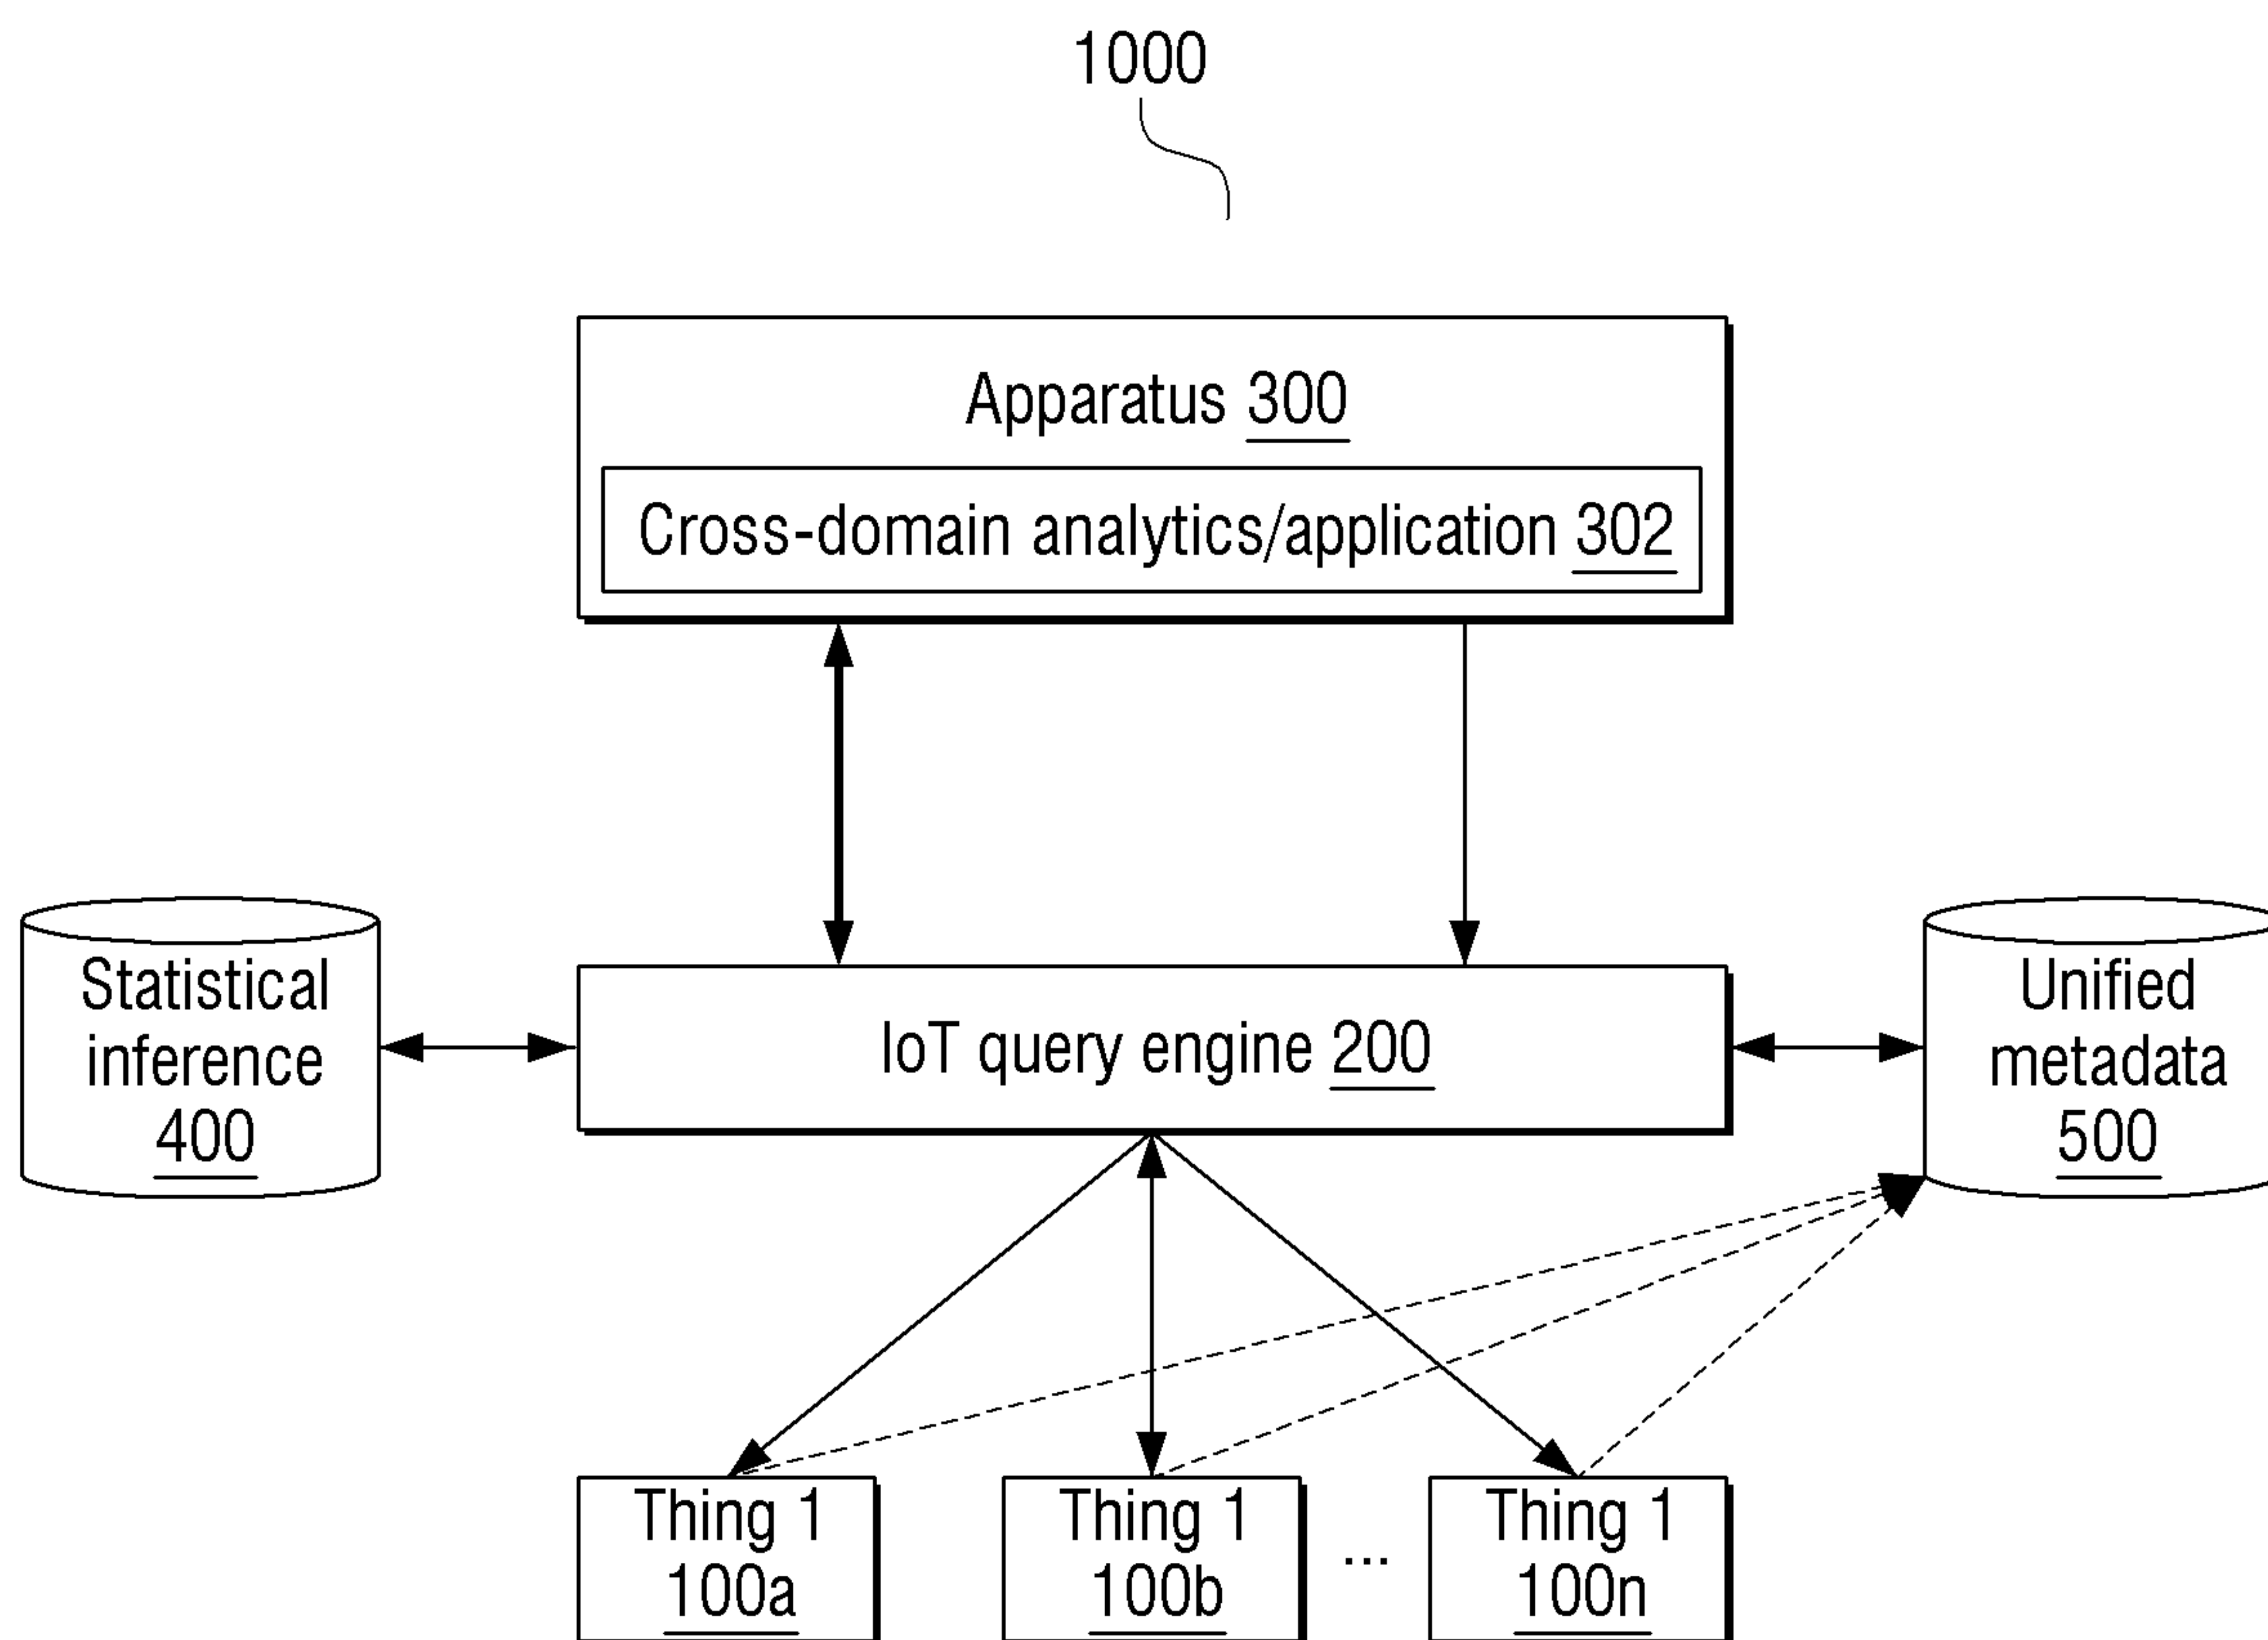 1000
Apparatus 300
Cross-domain analytics/application 302
Statistical
inference
400
IoT query engine 200
Unified
metadata
500
Thing 1
100a
Thing 1
100b
...
Thing 1
100n